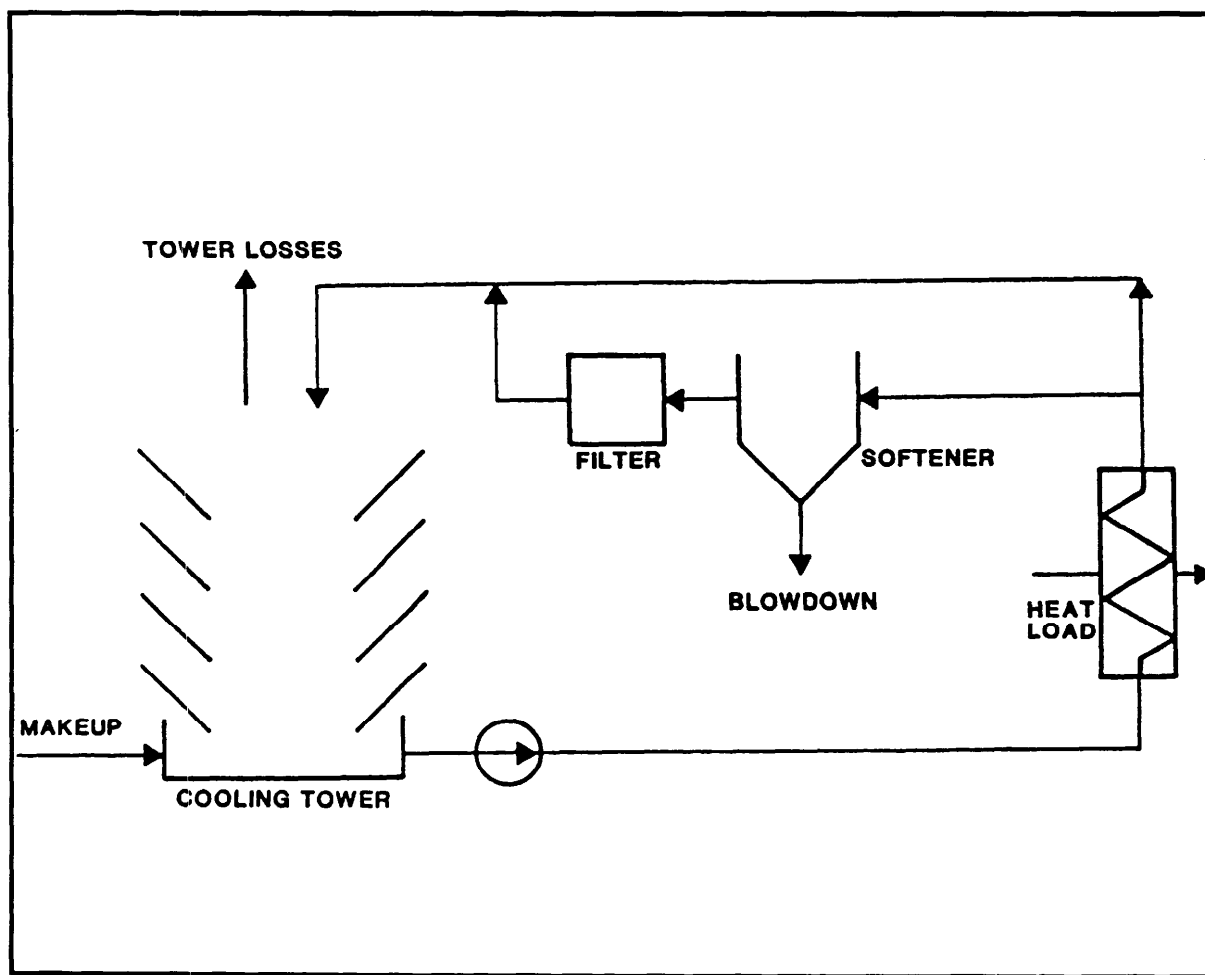 TOWER LOSSES
FILTER
SOFTENER
BLOWDOWN
HEAT
LOAD
MAKEUP
COOLING TOWER